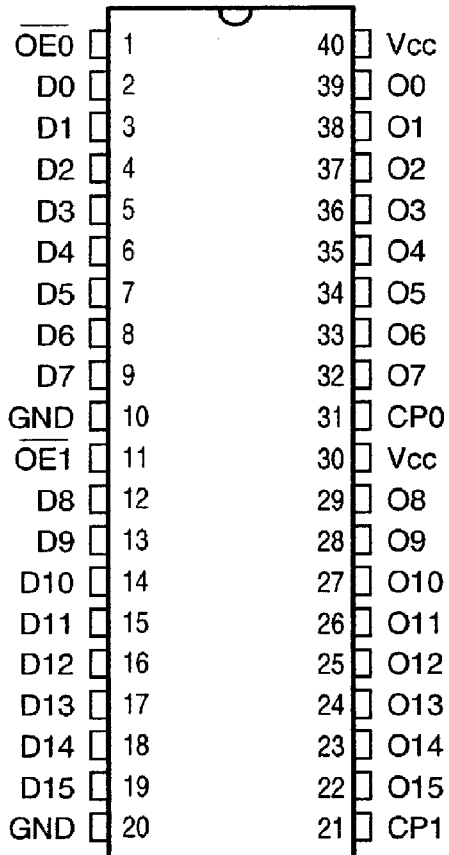 O̅E̅0̅ 1 40 Vcc
D0 2 39 O0
D1 3 38 O1
D2 4 37 O2
D3 5 36 O3
D4 6 35 O4
D5 7 34 O5
D6 8 33 O6
D7 9 32 O7
GND 10 31 CP0
O̅E̅1̅ 11 30 Vcc
D8 12 29 O8
D9 13 28 O9
D10 14 27 O10
D11 15 26 O11
D12 16 25 O12
D13 17 24 O13
D14 18 23 O14
D15 19 22 O15
GND 20 21 CP1